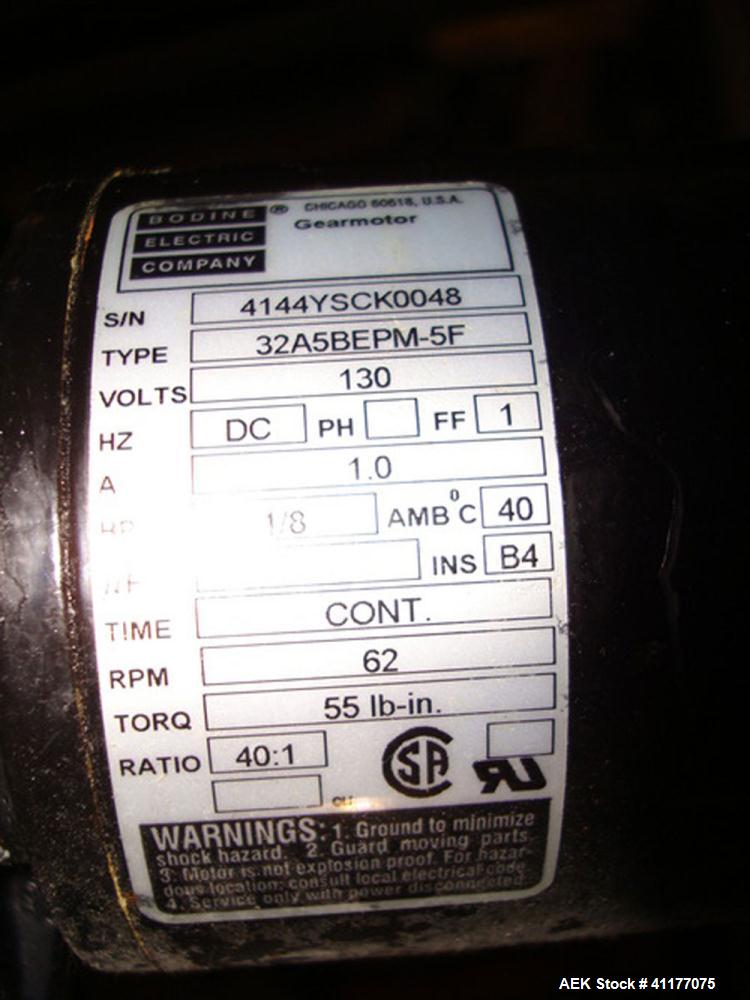 BODINE ® CHICAGO 60618, U.S.A.
ELECTRIC Gearmotor
COMPANY
S/N 4144YSCK0048
TYPE 32A5BEPM-5F
VOLTS 130
HZ DC PH FF 1
A 1.0
HP 1/8 AMB°C 40
INS B4
TIME CONT.
RPM 62
TORQ 55 lb-in.
RATIO 40:1
CSA RU
WARNINGS: 1. Ground to minimize
shock hazard. 2. Guard moving parts.
3. Motor is not explosion proof. For hazar-
dous location, consult local electrical code
4. Service only with power disconnected
AEK Stock # 41177075